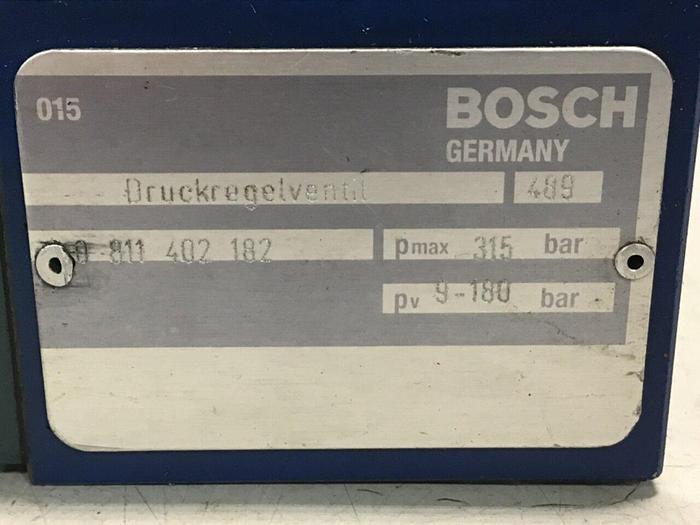 015
BOSCH
GERMANY
Druckregelventil 489
0 811 402 182
pmax 315 bar
pv 9-180 bar